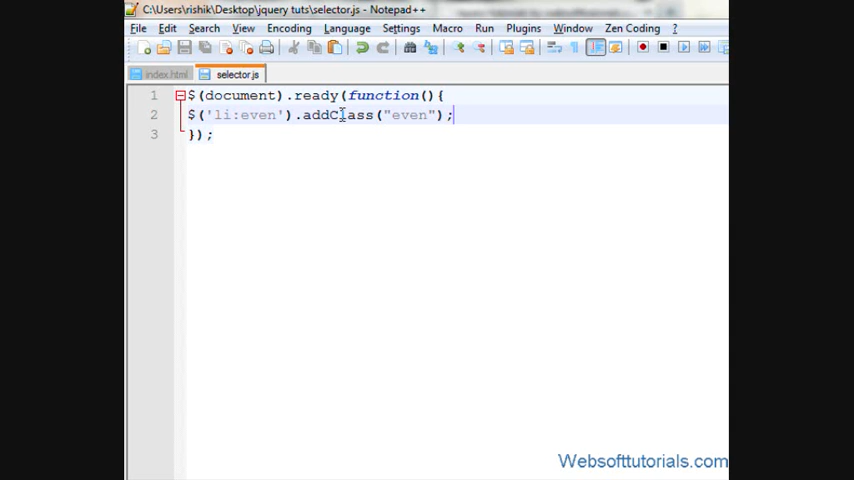 C:\Users\rishik\Desktop\jquery tuts\selector.js - Notepad++
File Edit Search View Encoding Language Settings Macro Run Plugins Window Zen Coding ?
index.html selector.js
1 $(document).ready(function(){
2 $('li:even').addClass("even");
3 });
Websofttutorials.com